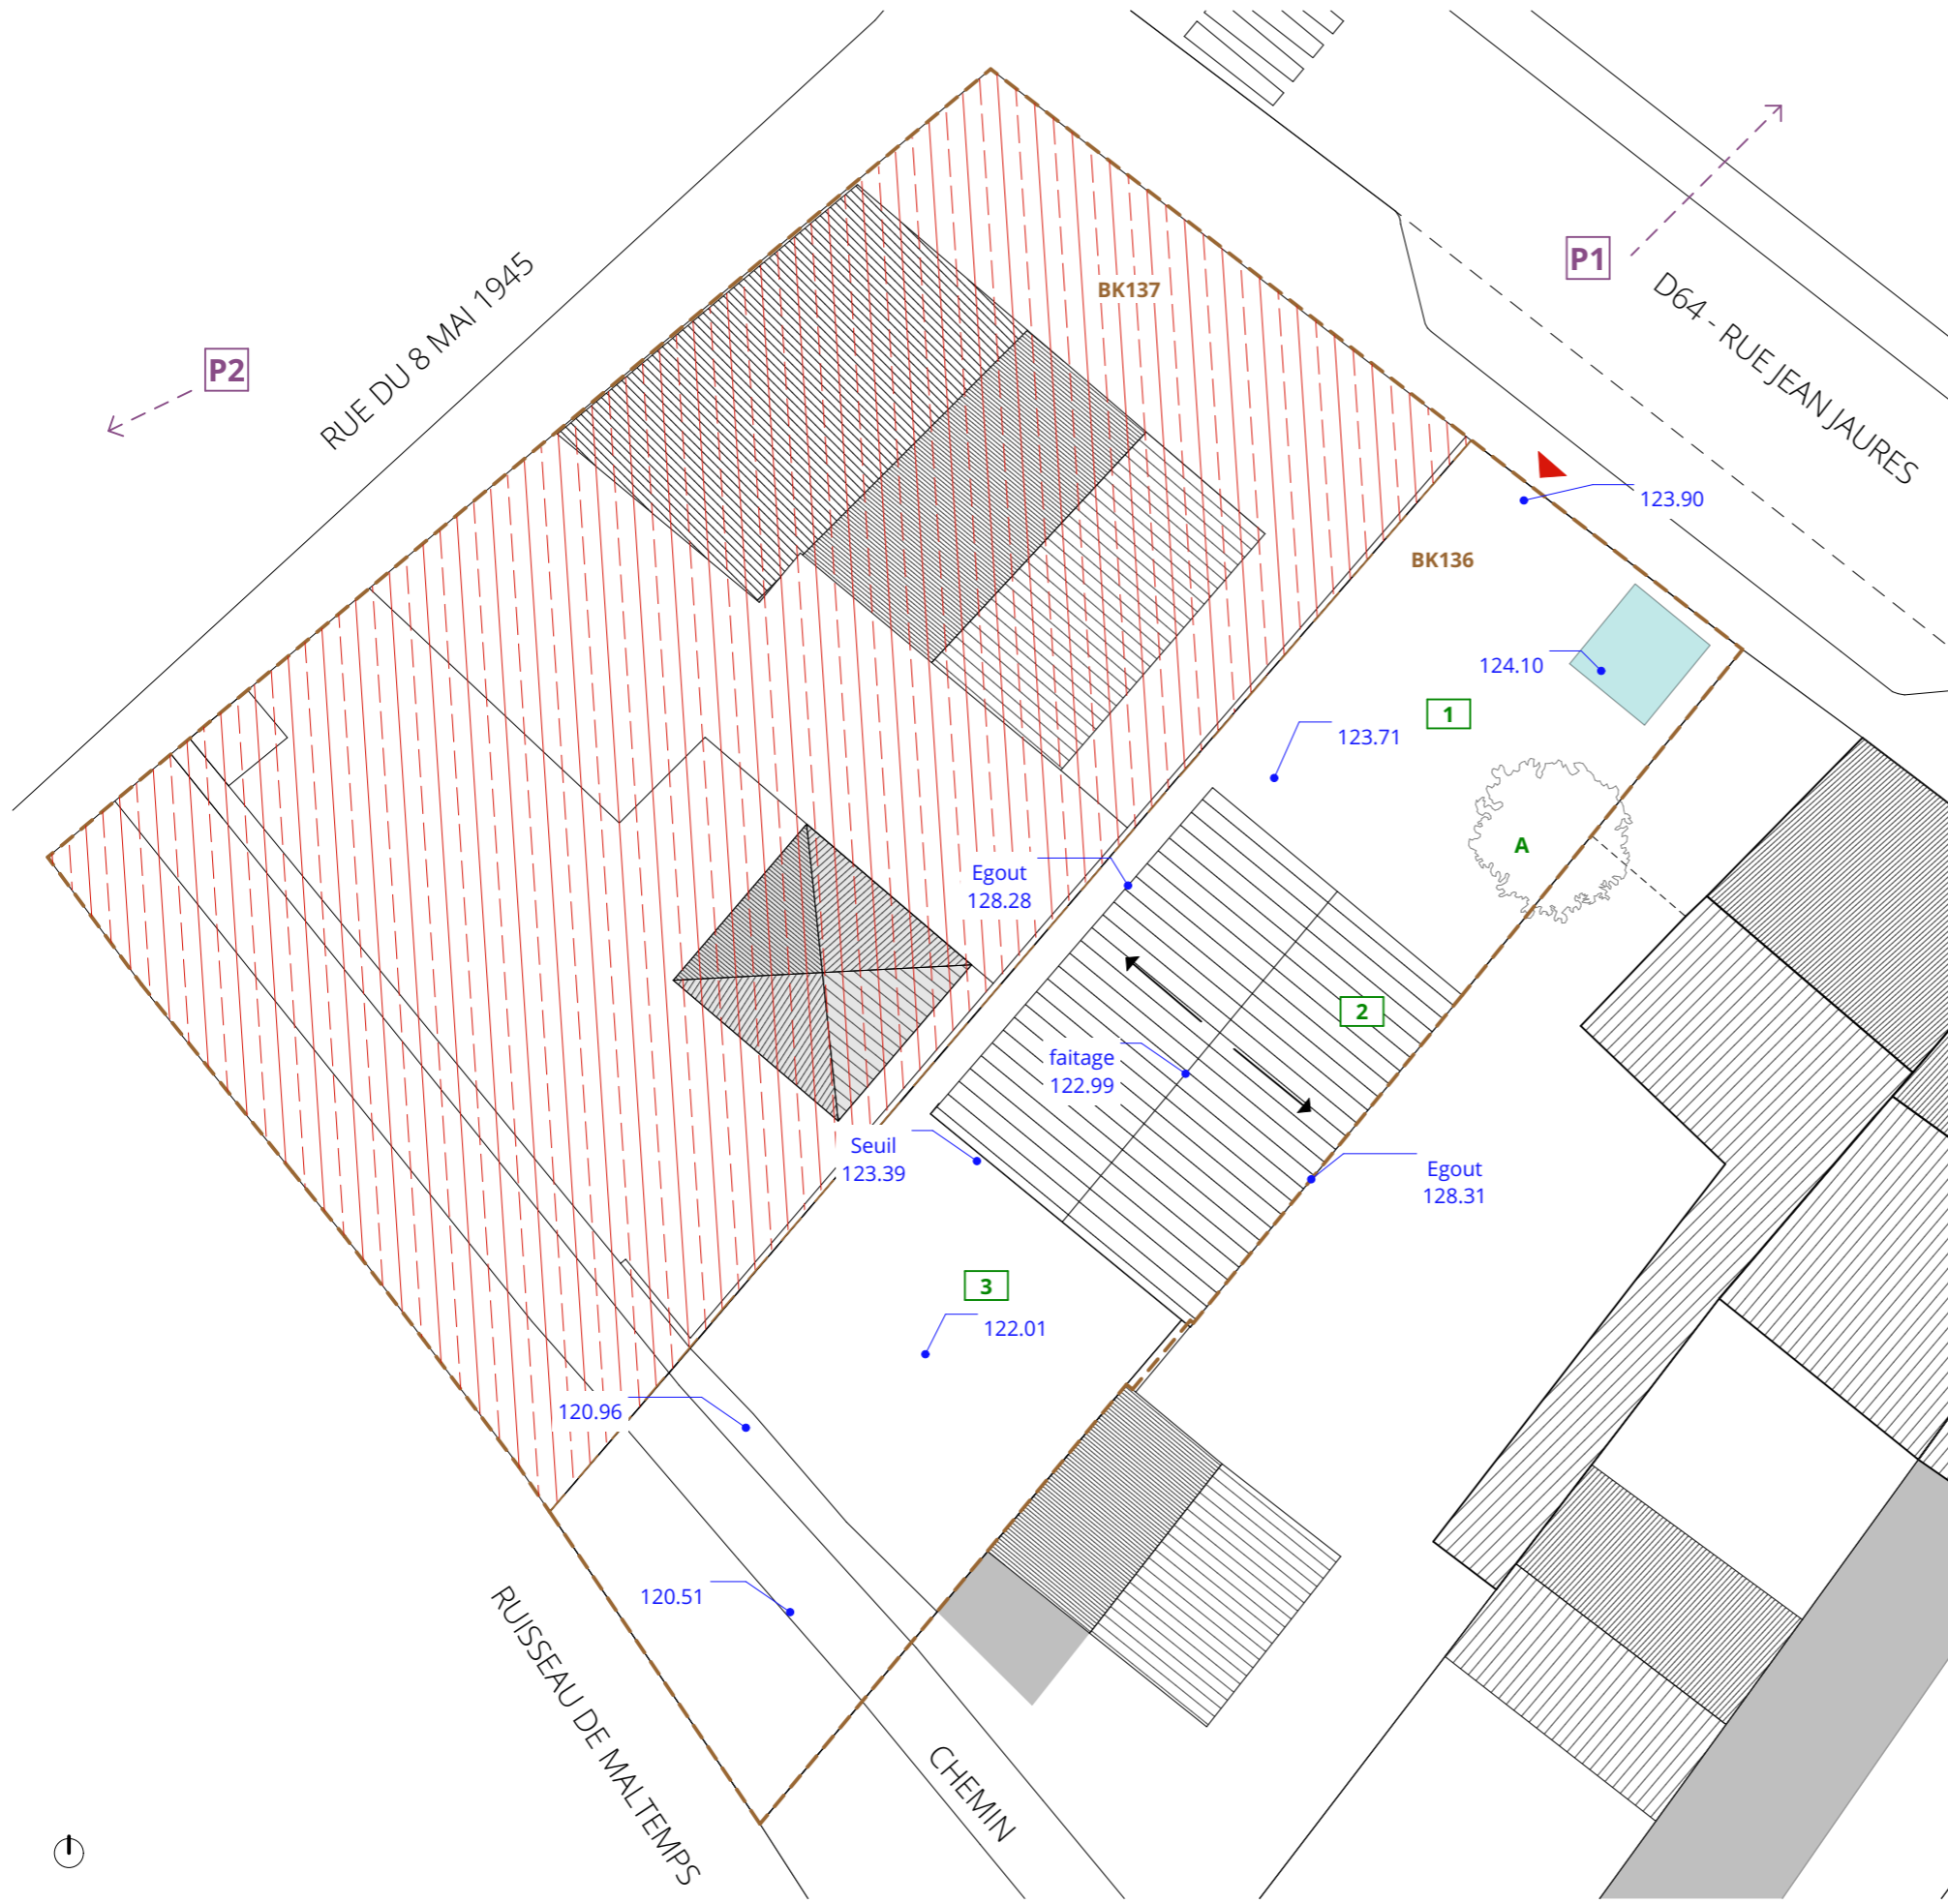 P1
D64 - RUE JEAN JAURES
RUE DU 8 MAI 1945
P2
BK137
123.90
BK136
124.10
1
123.71
A
Egout
128.28
2
faitage
122.99
Seuil
123.39
Egout
128.31
3
122.01
120.96
120.51
RUISSEAU DE MALTEMPS
CHEMIN